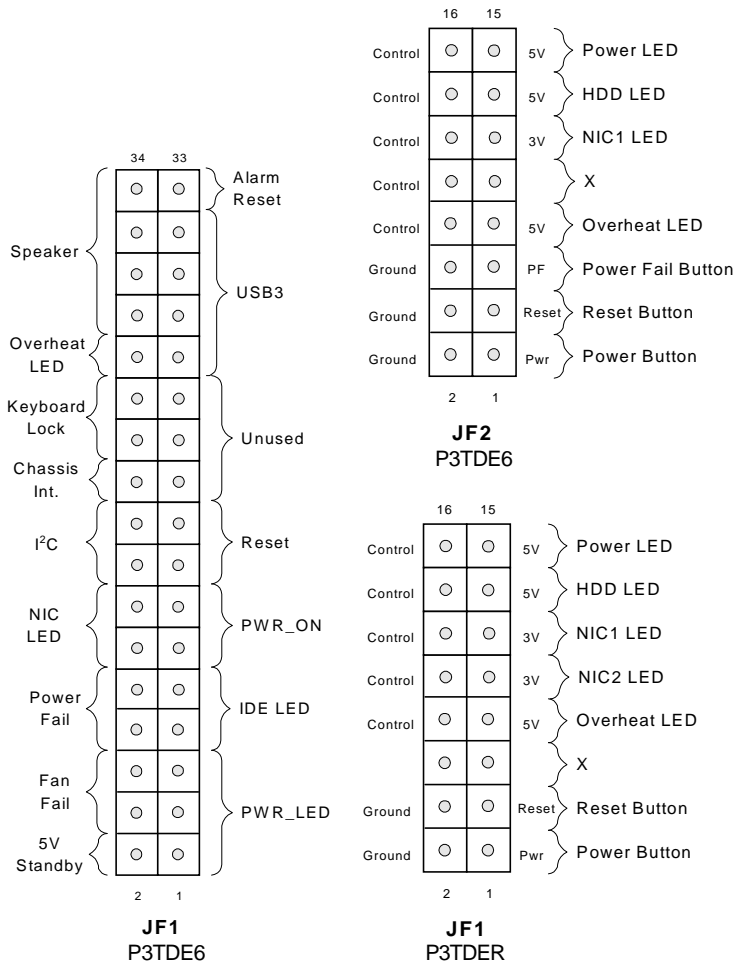 34 33
Alarm
Reset
Speaker
USB3
Overheat
LED
Keyboard
Lock
Unused
Chassis
Int.
I²C
Reset
NIC
LED
PWR_ON
Power
Fail
IDE LED
Fan
Fail
PWR_LED
5V
Standby
2 1
JF1
P3TDE6
16 15
Control 5V Power LED
Control 5V HDD LED
Control 3V NIC1 LED
Control X
Control 5V Overheat LED
Ground PF Power Fail Button
Ground Reset Reset Button
Ground Pwr Power Button
2 1
JF2
P3TDE6
16 15
Control 5V Power LED
Control 5V HDD LED
Control 3V NIC1 LED
Control 3V NIC2 LED
Control 5V Overheat LED
X
Ground Reset Reset Button
Ground Pwr Power Button
2 1
JF1
P3TDER